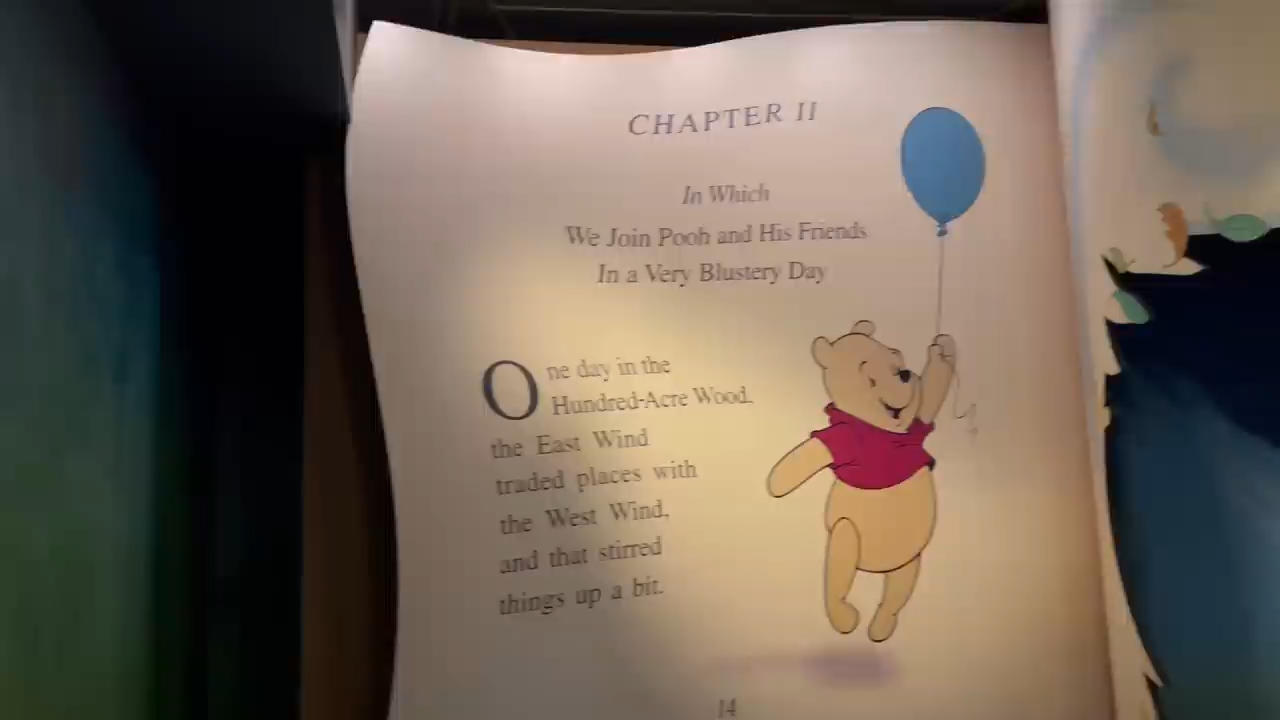 CHAPTER II
In Which
We Join Pooh and His Friends
In a Very Blustery Day
One day in the
Hundred-Acre Wood,
the East Wind
traded places with
the West Wind,
and that stirred
things up a bit.
14